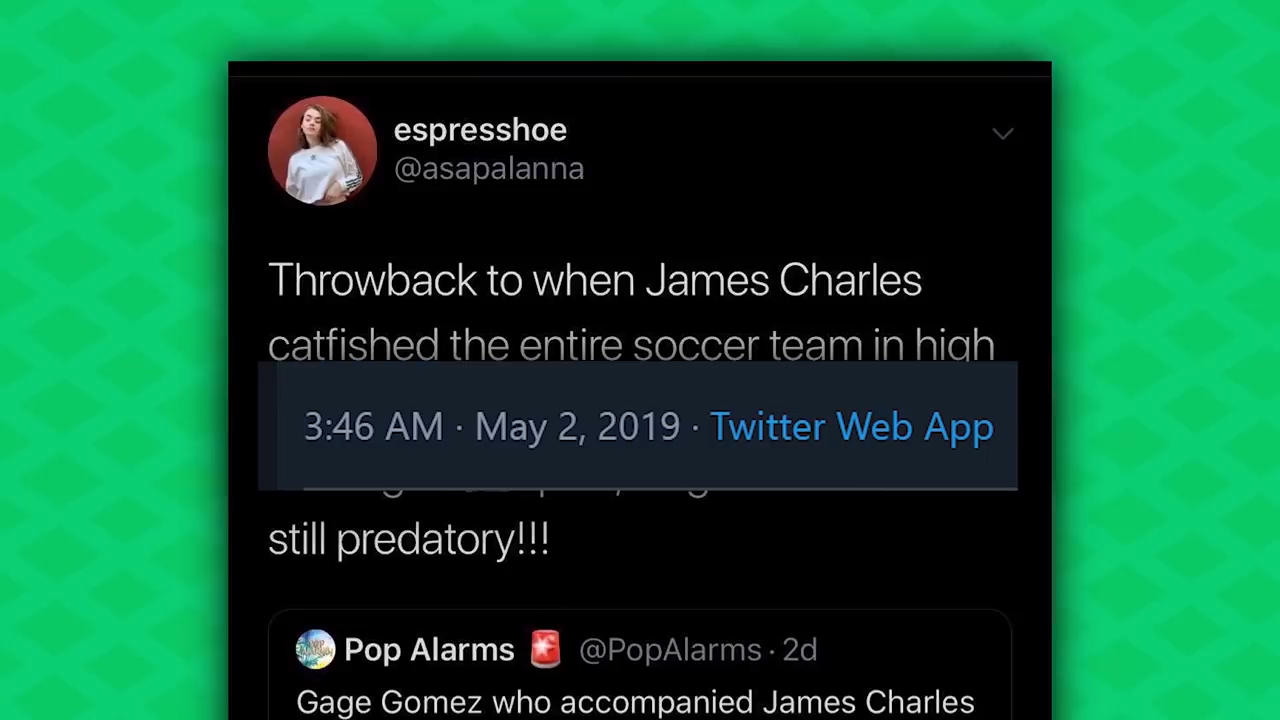 espresshoe
@asapalanna
Throwback to when James Charles
catfished the entire soccer team in high
3:46 AM · May 2, 2019 · Twitter Web App
still predatory!!!
Pop Alarms 🚨 @PopAlarms · 2d
Gage Gomez who accompanied James Charles